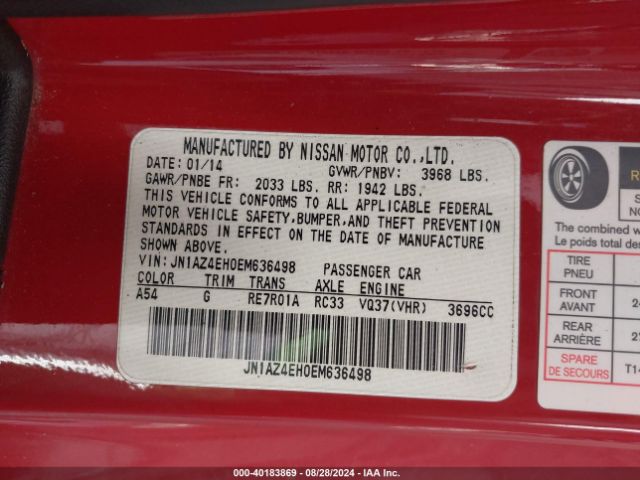 MANUFACTURED BY NISSAN MOTOR CO.,LTD.
DATE: 01/14 GVWR/PNBV: 3968 LBS.
GAWR/PNBE FR: 2033 LBS. RR: 1942 LBS.
THIS VEHICLE CONFORMS TO ALL APPLICABLE FEDERAL
MOTOR VEHICLE SAFETY,BUMPER,AND THEFT PREVENTION
STANDARDS IN EFFECT ON THE DATE OF MANUFACTURE
SHOWN ABOVE.
VIN: JN1AZ4EH0EM636498 PASSENGER CAR
COLOR TRIM TRANS AXLE ENGINE
A54 G RE7R01A RC33 VQ37(VHR) 3696CC
JN1AZ4EH0EM636498
The combined w
Le poids total des
TIRE
PNEU
FRONT
AVANT
REAR
ARRIÈRE
SPARE
DE SECOURS
T14
000-40183869 - 08/28/2024 - IAA Inc.